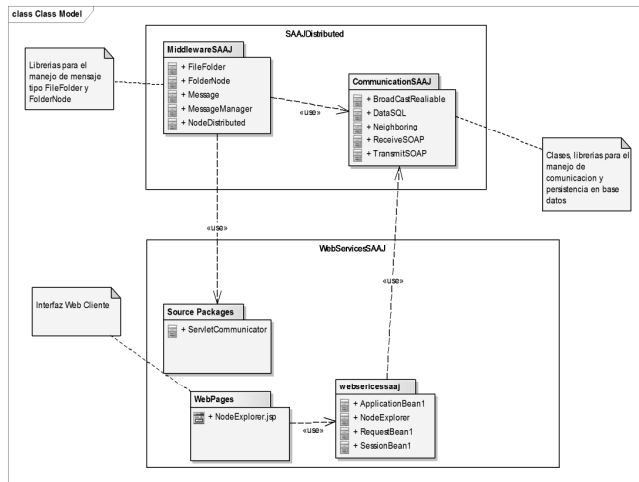 class Class Model
SAAJDistributed
Librerias para el
manejo de mensaje
tipo FileFolder y
FolderNode
MiddlewareSAAJ
+ FileFolder
+ FolderNode
+ Message
+ MessageManager
+ NodeDistributed
«use»
CommunicationSAAJ
+ BroadCastRealiable
+ DataSQL
+ Neighboring
+ ReceiveSOAP
+ TransmitSOAP
Clases, librerias para el
manejo de
comunicacion y
persistencia en base
datos
«use»
WebServicesSAAJ
«use»
Interfaz Web Cliente
Source Packages
+ ServletCommunicator
WebPages
+ NodeExplorer.jsp
«use»
websericessaaj
+ ApplicationBean1
+ NodeExplorer
+ RequestBean1
+ SessionBean1